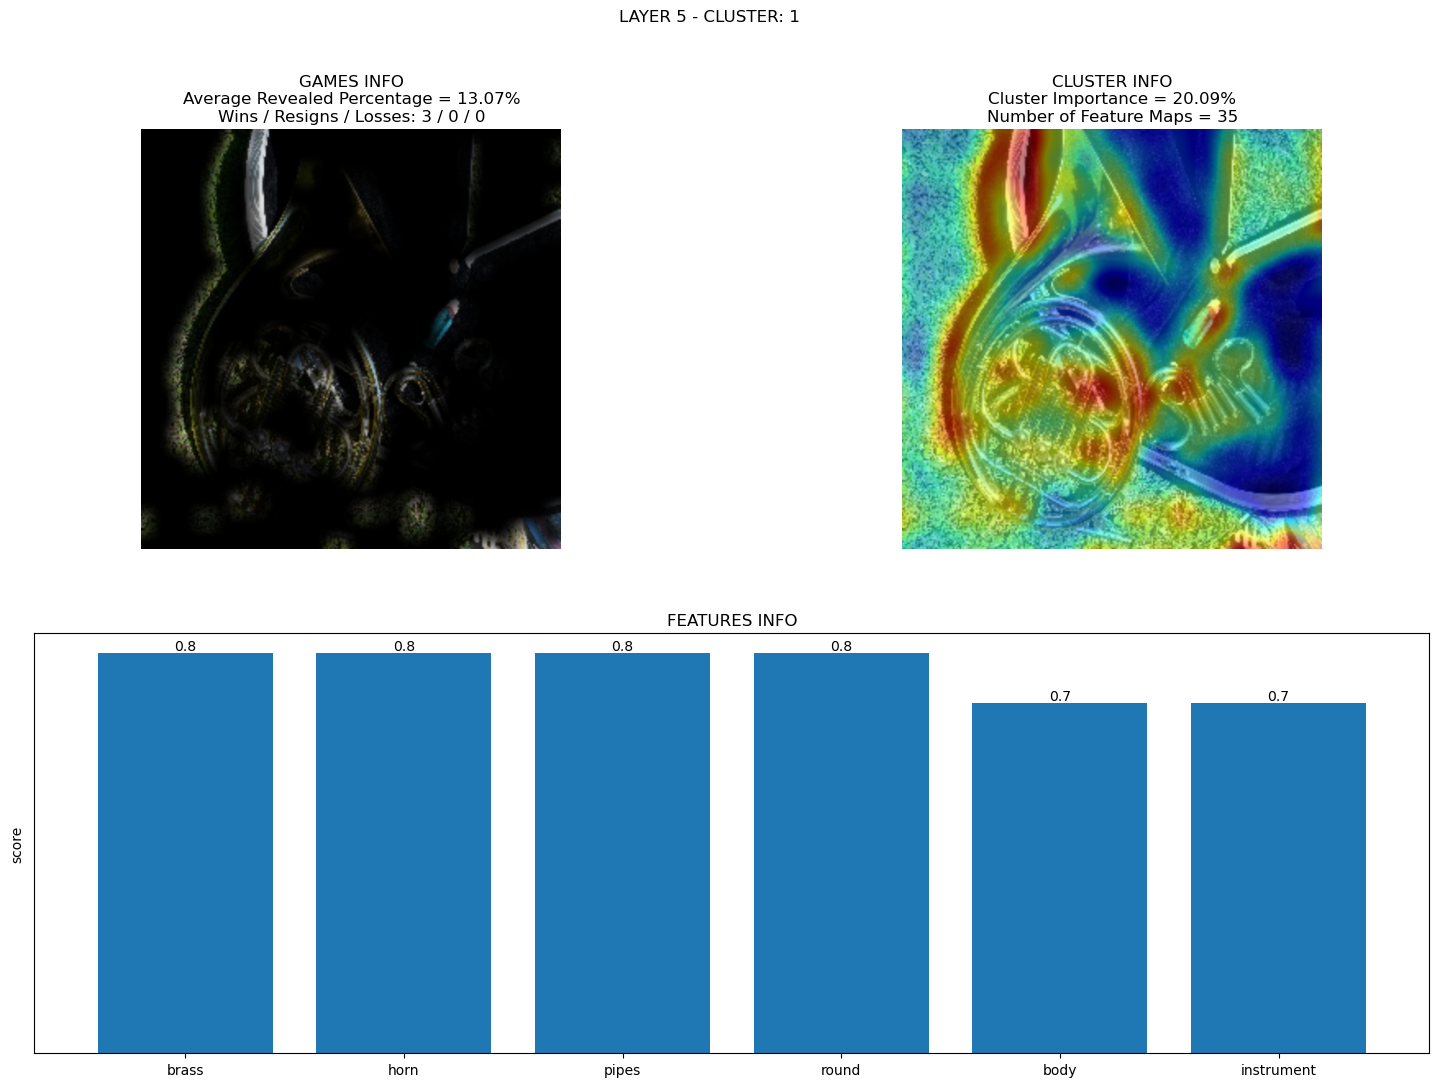 LAYER 5 - CLUSTER: 1
GAMES INFO
Average Revealed Percentage = 13.07%
Wins / Resigns / Losses: 3 / 0 / 0
CLUSTER INFO
Cluster Importance = 20.09%
Number of Feature Maps = 35
FEATURES INFO
0.8
0.8
0.8
0.8
0.7
0.7
score
brass
horn
pipes
round
body
instrument